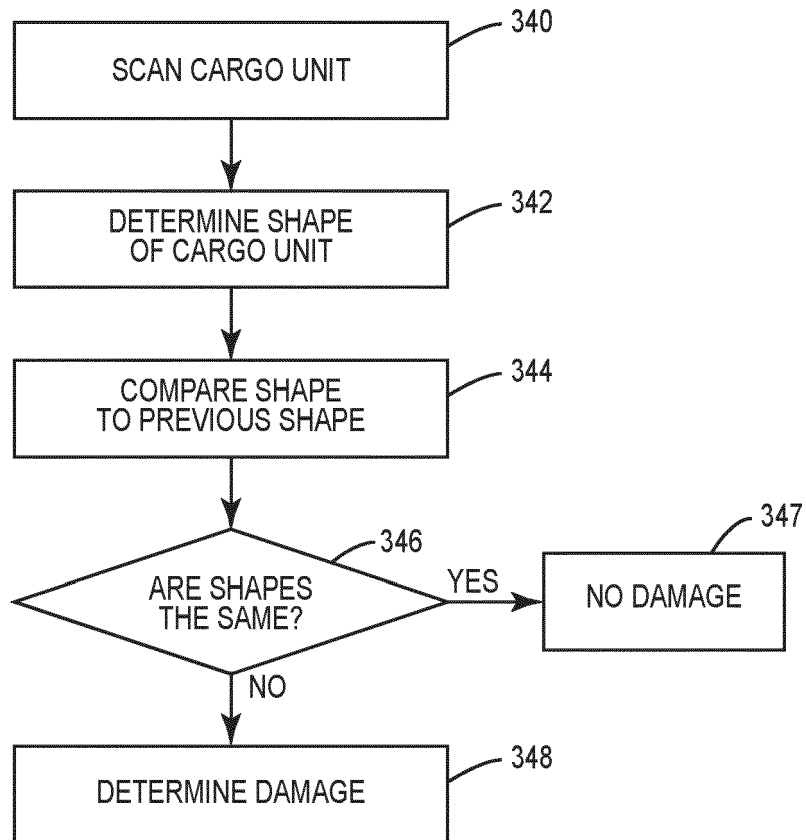 340
SCAN CARGO UNIT
342
DETERMINE SHAPE
OF CARGO UNIT
344
COMPARE SHAPE
TO PREVIOUS SHAPE
346
ARE SHAPES
THE SAME?
YES
347
NO DAMAGE
NO
348
DETERMINE DAMAGE